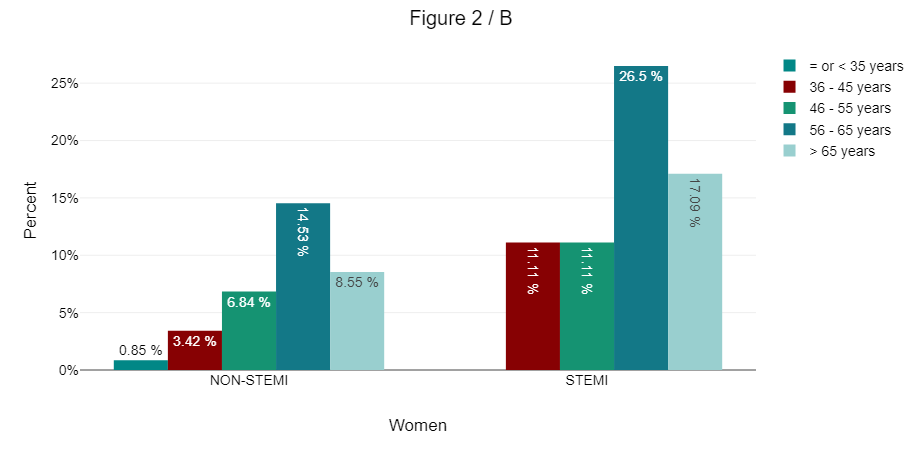 Figure 2 / B
= or < 35 years
36 - 45 years
46 - 55 years
56 - 65 years
> 65 years
Percent
25%
20%
15%
10%
5%
0%
0.85 %
3.42 %
6.84 %
14.53 %
8.55 %
11.11 %
11.11 %
26.5 %
17.09 %
NON-STEMI
STEMI
Women